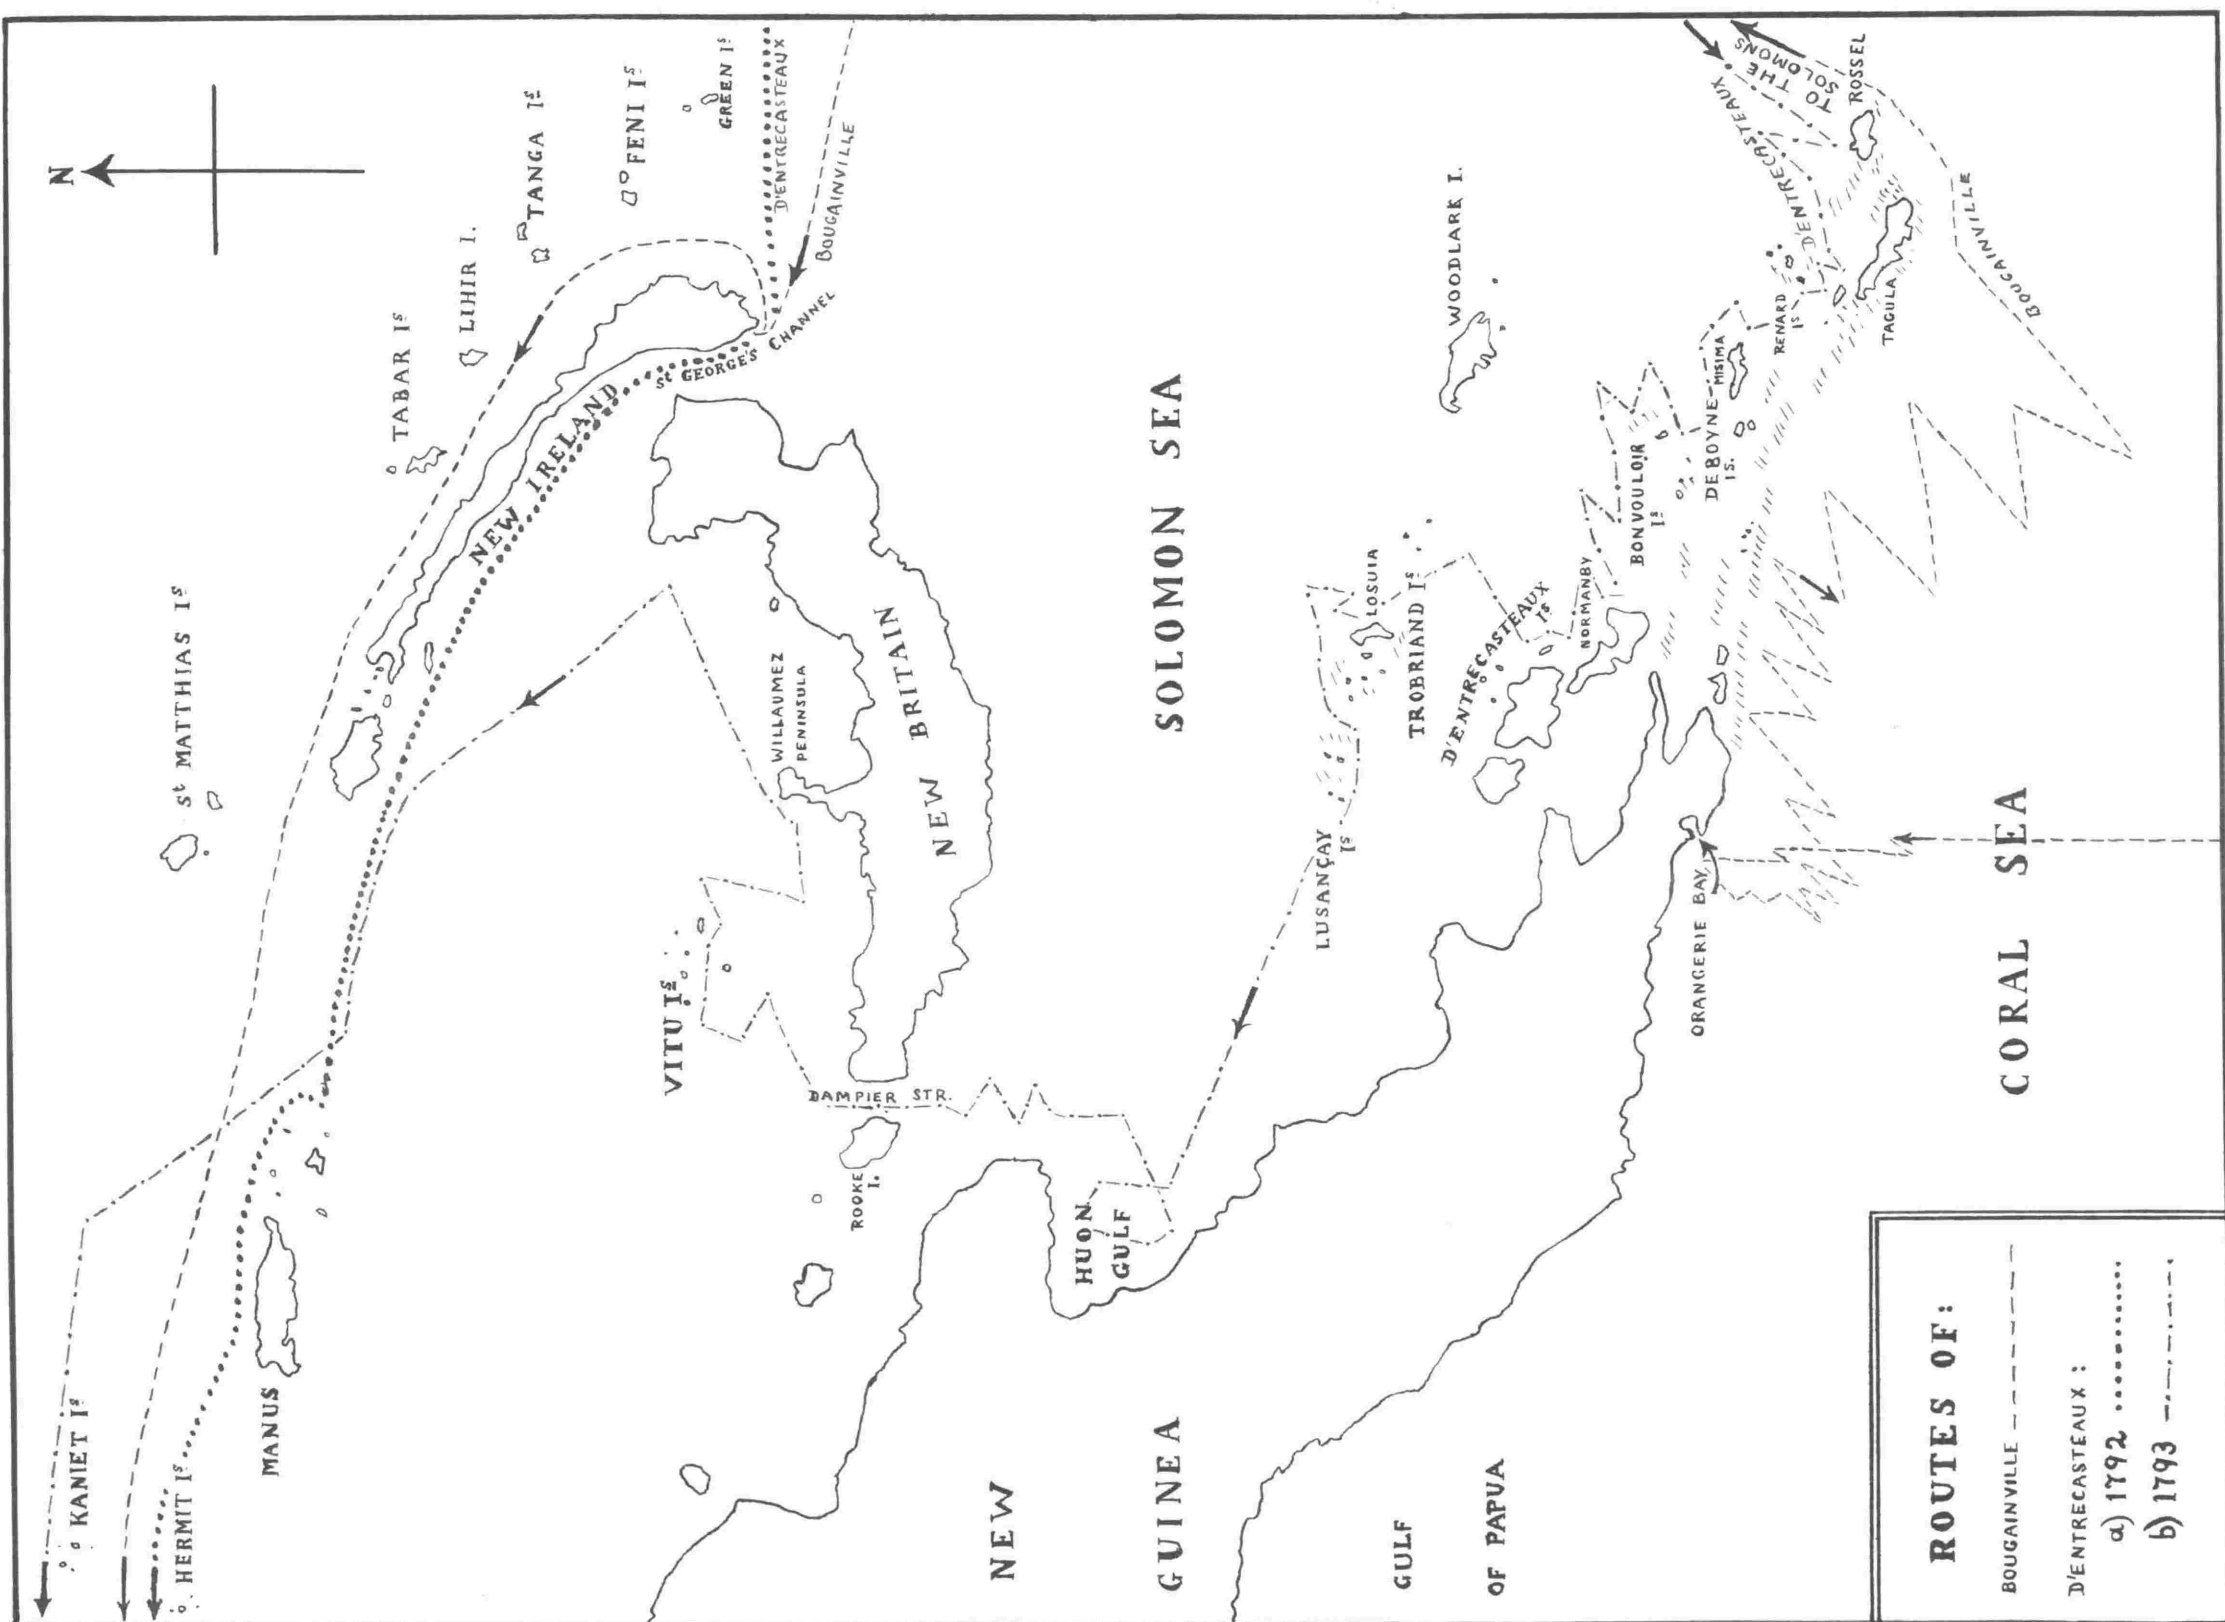 N
KANIET Iˢ
HERMIT Iˢ
MANUS
Sᵗ MATTHIAS Iˢ
TABAR Iˢ
LIHIR I.
TANGA Iˢ
FENI Iˢ
GREEN Iˢ
D'ENTRECASTEAUX
BOUGAINVILLE
NEW IRELAND
Sᵗ GEORGE'S CHANNEL
VITU Iˢ
WILLAUMEZ
PENINSULA
NEW BRITAIN
DAMPIER STR.
ROOKE
I.
HUON
GULF
NEW
GUINEA
SOLOMON SEA
WOODLARK I.
LUSANÇAY
Iˢ
LOSUIA
TROBRIAND Iˢ
D'ENTRECASTEAUX
Iˢ
NORMANBY
BONVOULOIR
Iˢ
DEBOYNE
IS.
MISIMA
RENARD
Iˢ
D'ENTRECAS.
D'ENTRECASTEAUX
TO THE
SOLOMONS
ROSSEL
TAGULA
BOUGAINVILLE
BOUGAINVILLE
ORANGERIE BAY
GULF
OF PAPUA
CORAL SEA
ROUTES OF:
BOUGAINVILLE
D'ENTRECASTEAUX:
a) 1792
b) 1793